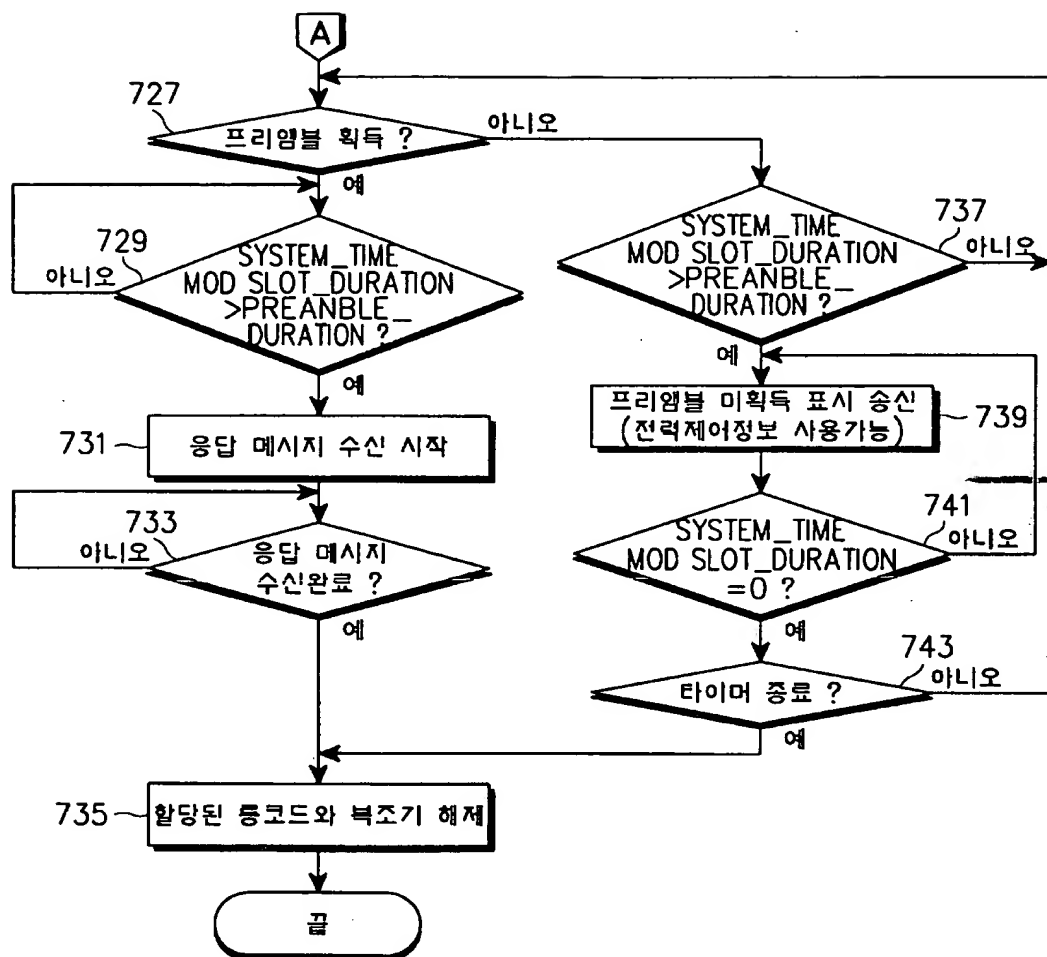 A
727
프리앰블 획득 ?
아니오
예
729
SYSTEM_TIME
MOD SLOT_DURATION
>PREANBLE_
DURATION ?
아니오
예
737
SYSTEM_TIME
MOD SLOT_DURATION
>PREANBLE_
DURATION ?
아니오
예
731
응답 메시지 수신 시작
프리앰블 미획득 표시 송신
(전력제어정보 사용가능)
739
733
응답 메시지
수신완료 ?
아니오
예
741
SYSTEM_TIME
MOD SLOT_DURATION
=0 ?
아니오
예
743
타이머 종료 ?
아니오
예
735
할당된 롱코드와 복조기 해제
끝